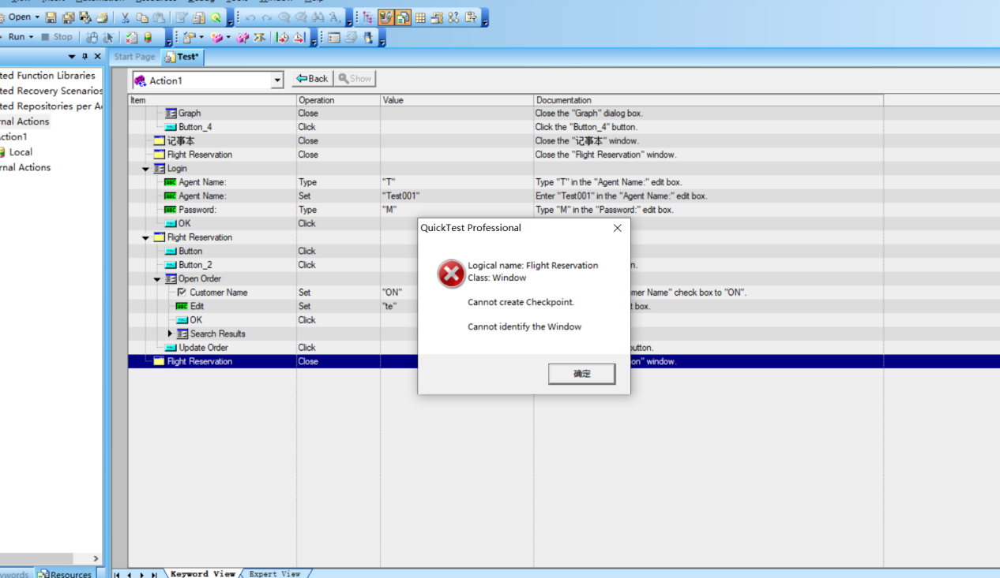 Open
Run Stop
Start Page Test*
ted Function Libraries
ted Recovery Scenarios
ted Repositories per A
rnal Actions
ction1
Local
rnal Actions
Action1 Back Show
Item Operation Value Documentation
Graph Close Close the "Graph" dialog box.
Button_4 Click Click the "Button_4" button.
记事本 Close Close the "记事本" window.
Flight Reservation Close Close the "Flight Reservation" window.
Login
Agent Name: Type "T" Type "T" in the "Agent Name:" edit box.
Agent Name: Set "Test001" Enter "Test001" in the "Agent Name:" edit box.
Password: Type "M" Type "M" in the "Password:" edit box.
OK Click
Flight Reservation
Button Click
Button_2 Click n.
Open Order
Customer Name Set "ON" mer Name" check box to "ON".
Edit Set "te" t box.
OK Click
Search Results
Update Order Click button.
Flight Reservation Close on" window.
QuickTest Professional
Logical name: Flight Reservation
Class: Window
Cannot create Checkpoint.
Cannot identify the Window
确定
ywords Resources
Keyword View Expert View